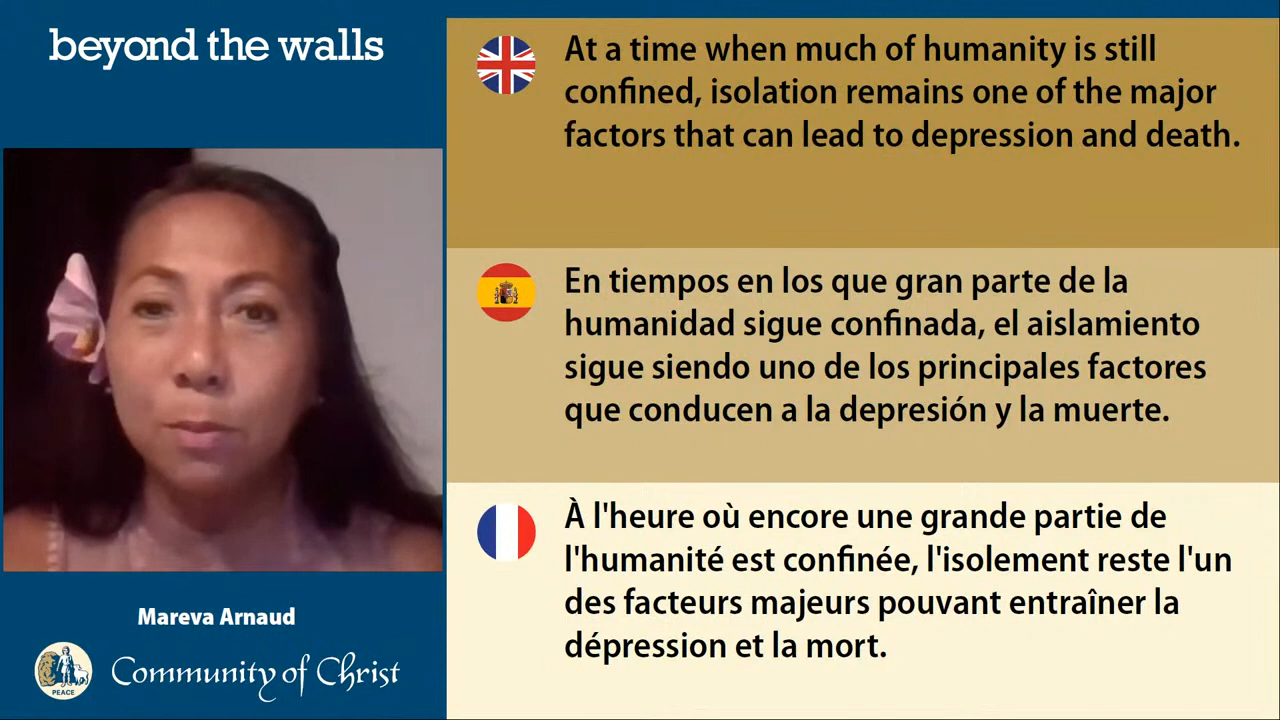 beyond the walls
At a time when much of humanity is still
confined, isolation remains one of the major
factors that can lead to depression and death.
En tiempos en los que gran parte de la
humanidad sigue confinada, el aislamiento
sigue siendo uno de los principales factores
que conducen a la depresión y la muerte.
À l'heure où encore une grande partie de
l'humanité est confinée, l'isolement reste l'un
des facteurs majeurs pouvant entraîner la
dépression et la mort.
Mareva Arnaud
PEACE
Community of Christ